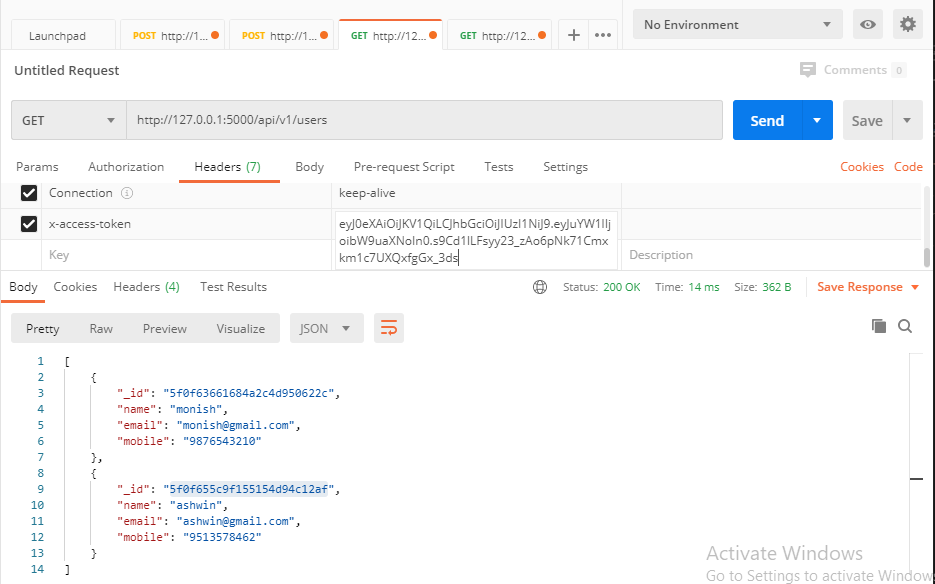 Launchpad
POST http://1...
POST http://1...
GET http://12...
GET http://12...
No Environment
Untitled Request
Comments 0
GET
http://127.0.0.1:5000/api/v1/users
Send
Save
Params
Authorization
Headers (7)
Body
Pre-request Script
Tests
Settings
Cookies
Code
Connection
keep-alive
x-access-token
eyJ0eXAiOiJKV1QiLCJhbGciOiJIUzI1NiJ9.eyJuYW1lIj
oibW9uaXNoIn0.s9Cd1ILFsyy23_zAo6pNk71Cmx
km1c7UXQxfgGx_3ds
Key
Description
Body
Cookies
Headers (4)
Test Results
Status: 200 OK
Time: 14 ms
Size: 362 B
Save Response
Pretty
Raw
Preview
Visualize
JSON
1 [
2 {
3 "_id": "5f0f63661684a2c4d950622c",
4 "name": "monish",
5 "email": "monish@gmail.com",
6 "mobile": "9876543210"
7 },
8 {
9 "_id": "5f0f655c9f155154d94c12af",
10 "name": "ashwin",
11 "email": "ashwin@gmail.com",
12 "mobile": "9513578462"
13 }
14 ]
Activate Windows
Go to Settings to activate Window